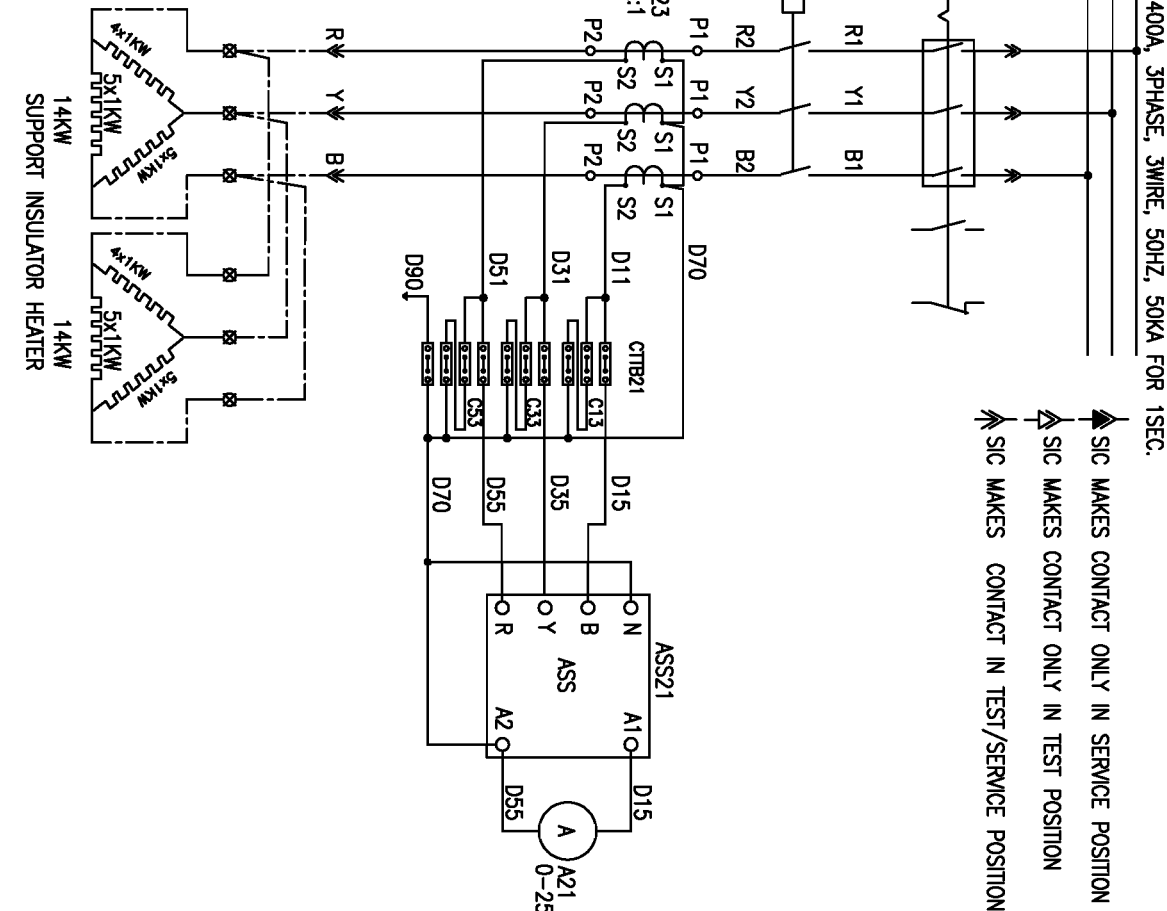 400A, 3PHASE, 3WIRE, 50HZ, 50KA FOR 1SEC.
SIC MAKES CONTACT ONLY IN SERVICE POSITION
SIC MAKES CONTACT ONLY IN TEST POSITION
SIC MAKES CONTACT IN TEST/SERVICE POSITION
R1
Y1
B1
R2
Y2
B2
P1
P1
P1
23
:1
S1
S2
S1
S2
S1
S2
P2
P2
P2
R
Y
B
D70
D11
D31
D51
D90
CTTB21
C13
C33
C53
D15
D35
D55
D70
ASS21
N
B
Y
R
ASS
A1
A2
D15
D55
A
A21
0-25
4x1KW
5x1KW
5x1KW
4x1KW
5x1KW
5x1KW
14KW
14KW
SUPPORT INSULATOR HEATER